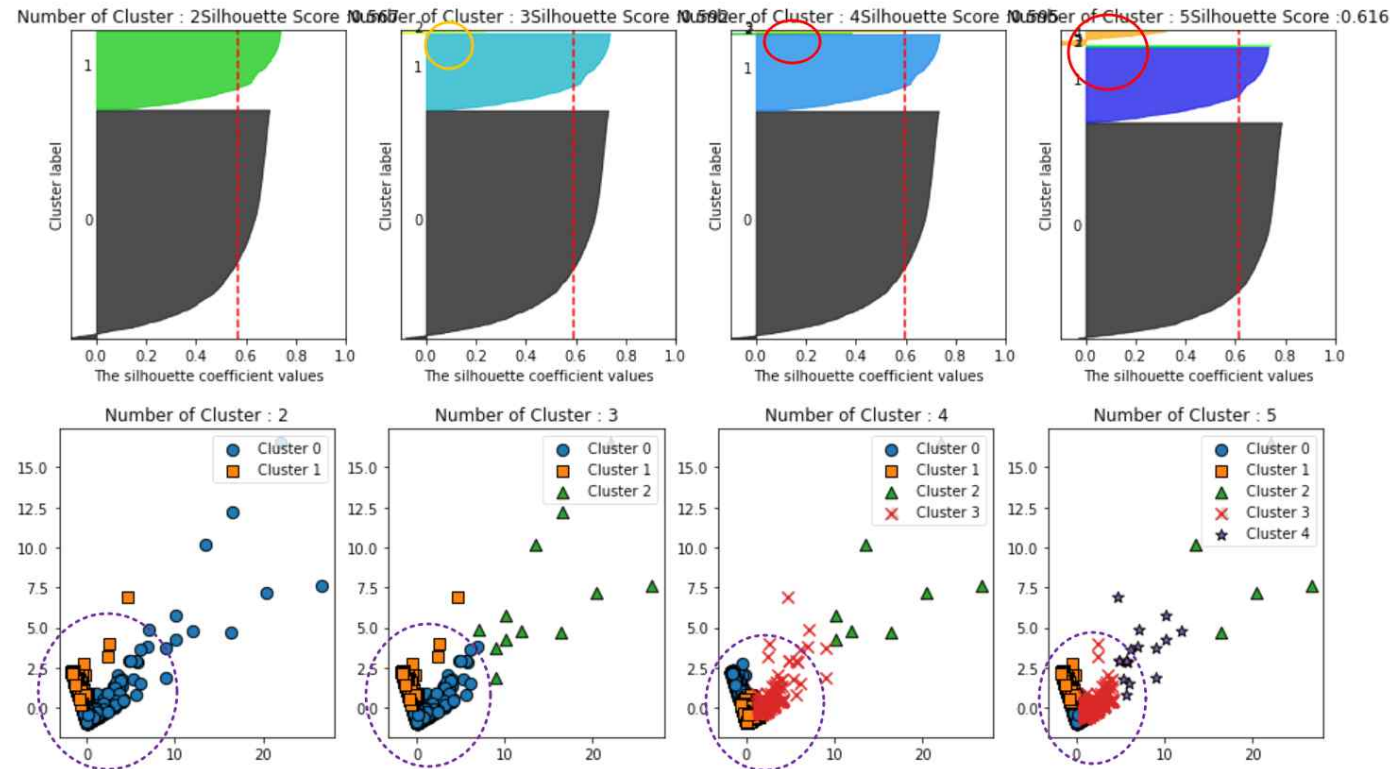 Number of Cluster : 2Silhouette Score :0.567
Number of Cluster : 3Silhouette Score :0.592
Number of Cluster : 4Silhouette Score :0.595
Number of Cluster : 5Silhouette Score :0.616
Cluster label
1
0
0.0 0.2 0.4 0.6 0.8 1.0
The silhouette coefficient values
Cluster label
2
1
0
0.0 0.2 0.4 0.6 0.8 1.0
The silhouette coefficient values
Cluster label
1
0
0.0 0.2 0.4 0.6 0.8 1.0
The silhouette coefficient values
Cluster label
1
0
0.0 0.2 0.4 0.6 0.8 1.0
The silhouette coefficient values
Number of Cluster : 2
Cluster 0
Cluster 1
15.0
12.5
10.0
7.5
5.0
2.5
0.0
0 10 20
Number of Cluster : 3
Cluster 0
Cluster 1
Cluster 2
15.0
12.5
10.0
7.5
5.0
2.5
0.0
0 10 20
Number of Cluster : 4
Cluster 0
Cluster 1
Cluster 2
Cluster 3
15.0
12.5
10.0
7.5
5.0
2.5
0.0
0 10 20
Number of Cluster : 5
Cluster 0
Cluster 1
Cluster 2
Cluster 3
Cluster 4
15.0
12.5
10.0
7.5
5.0
2.5
0.0
0 10 20